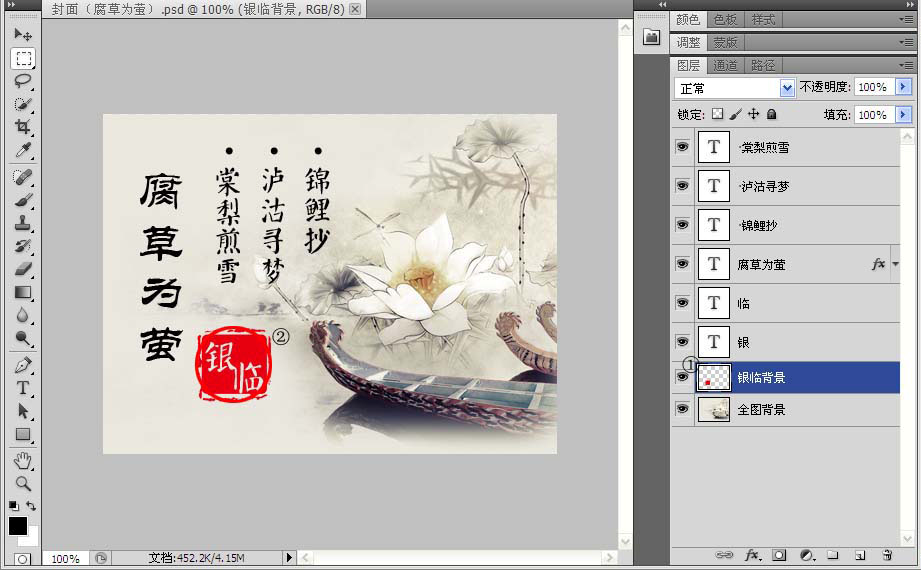 封面（腐草为萤）.psd @ 100% (银临背景, RGB/8)
颜色 色板 样式
调整 蒙版
图层 通道 路径
正常 不透明度: 100%
锁定: 填充: 100%
T ·棠梨煎雪
T ·泸沽寻梦
T ·锦鲤抄
T 腐草为萤 fx
T 临
T 银
① 银临背景
全图背景
·锦鲤抄
·泸沽寻梦
·棠梨煎雪
腐草为萤
银临
②
100% 文档:452.2K/4.15M
fx